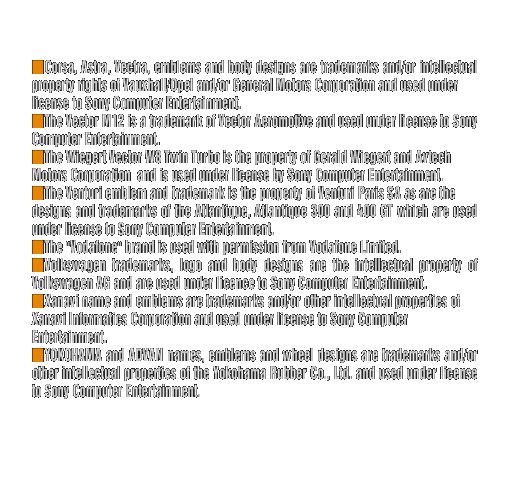 Corsa, Astra, Vectra, emblems and body designs are trademarks and/or intellectual
property rights of Vauxhall/Opel and/or General Motors Corporation and used under
license to Sony Computer Entertainment.
The Vector M12 is a trademark of Vector Aeromotive and used under license to Sony
Computer Entertainment.
The Wiegert Vector W8 Twin Turbo is the property of Gerald Wiegert and Avtech
Motors Corporation and is used under license by Sony Computer Entertainment.
The Venturi emblem and trademark is the property of Venturi Paris SA as are the
designs and trademarks of the Atlantique, Atlantique 300 and 400 GT which are used
under license to Sony Computer Entertainment.
The "Vodafone" brand is used with permission from Vodafone Limited.
Volkswagen trademarks, logo and body designs are the intellectual property of
Volkswagen AG and are used under licence to Sony Computer Entertainment.
Xanavi name and emblems are trademarks and/or other intellectual properties of
Xanavi Informatics Corporation and used under license to Sony Computer
Entertainment.
YOKOHAMA and ADVAN names, emblems and wheel designs are trademarks and/or
other intellectual properties of the Yokohama Rubber Co., Ltd. and used under license
to Sony Computer Entertainment.